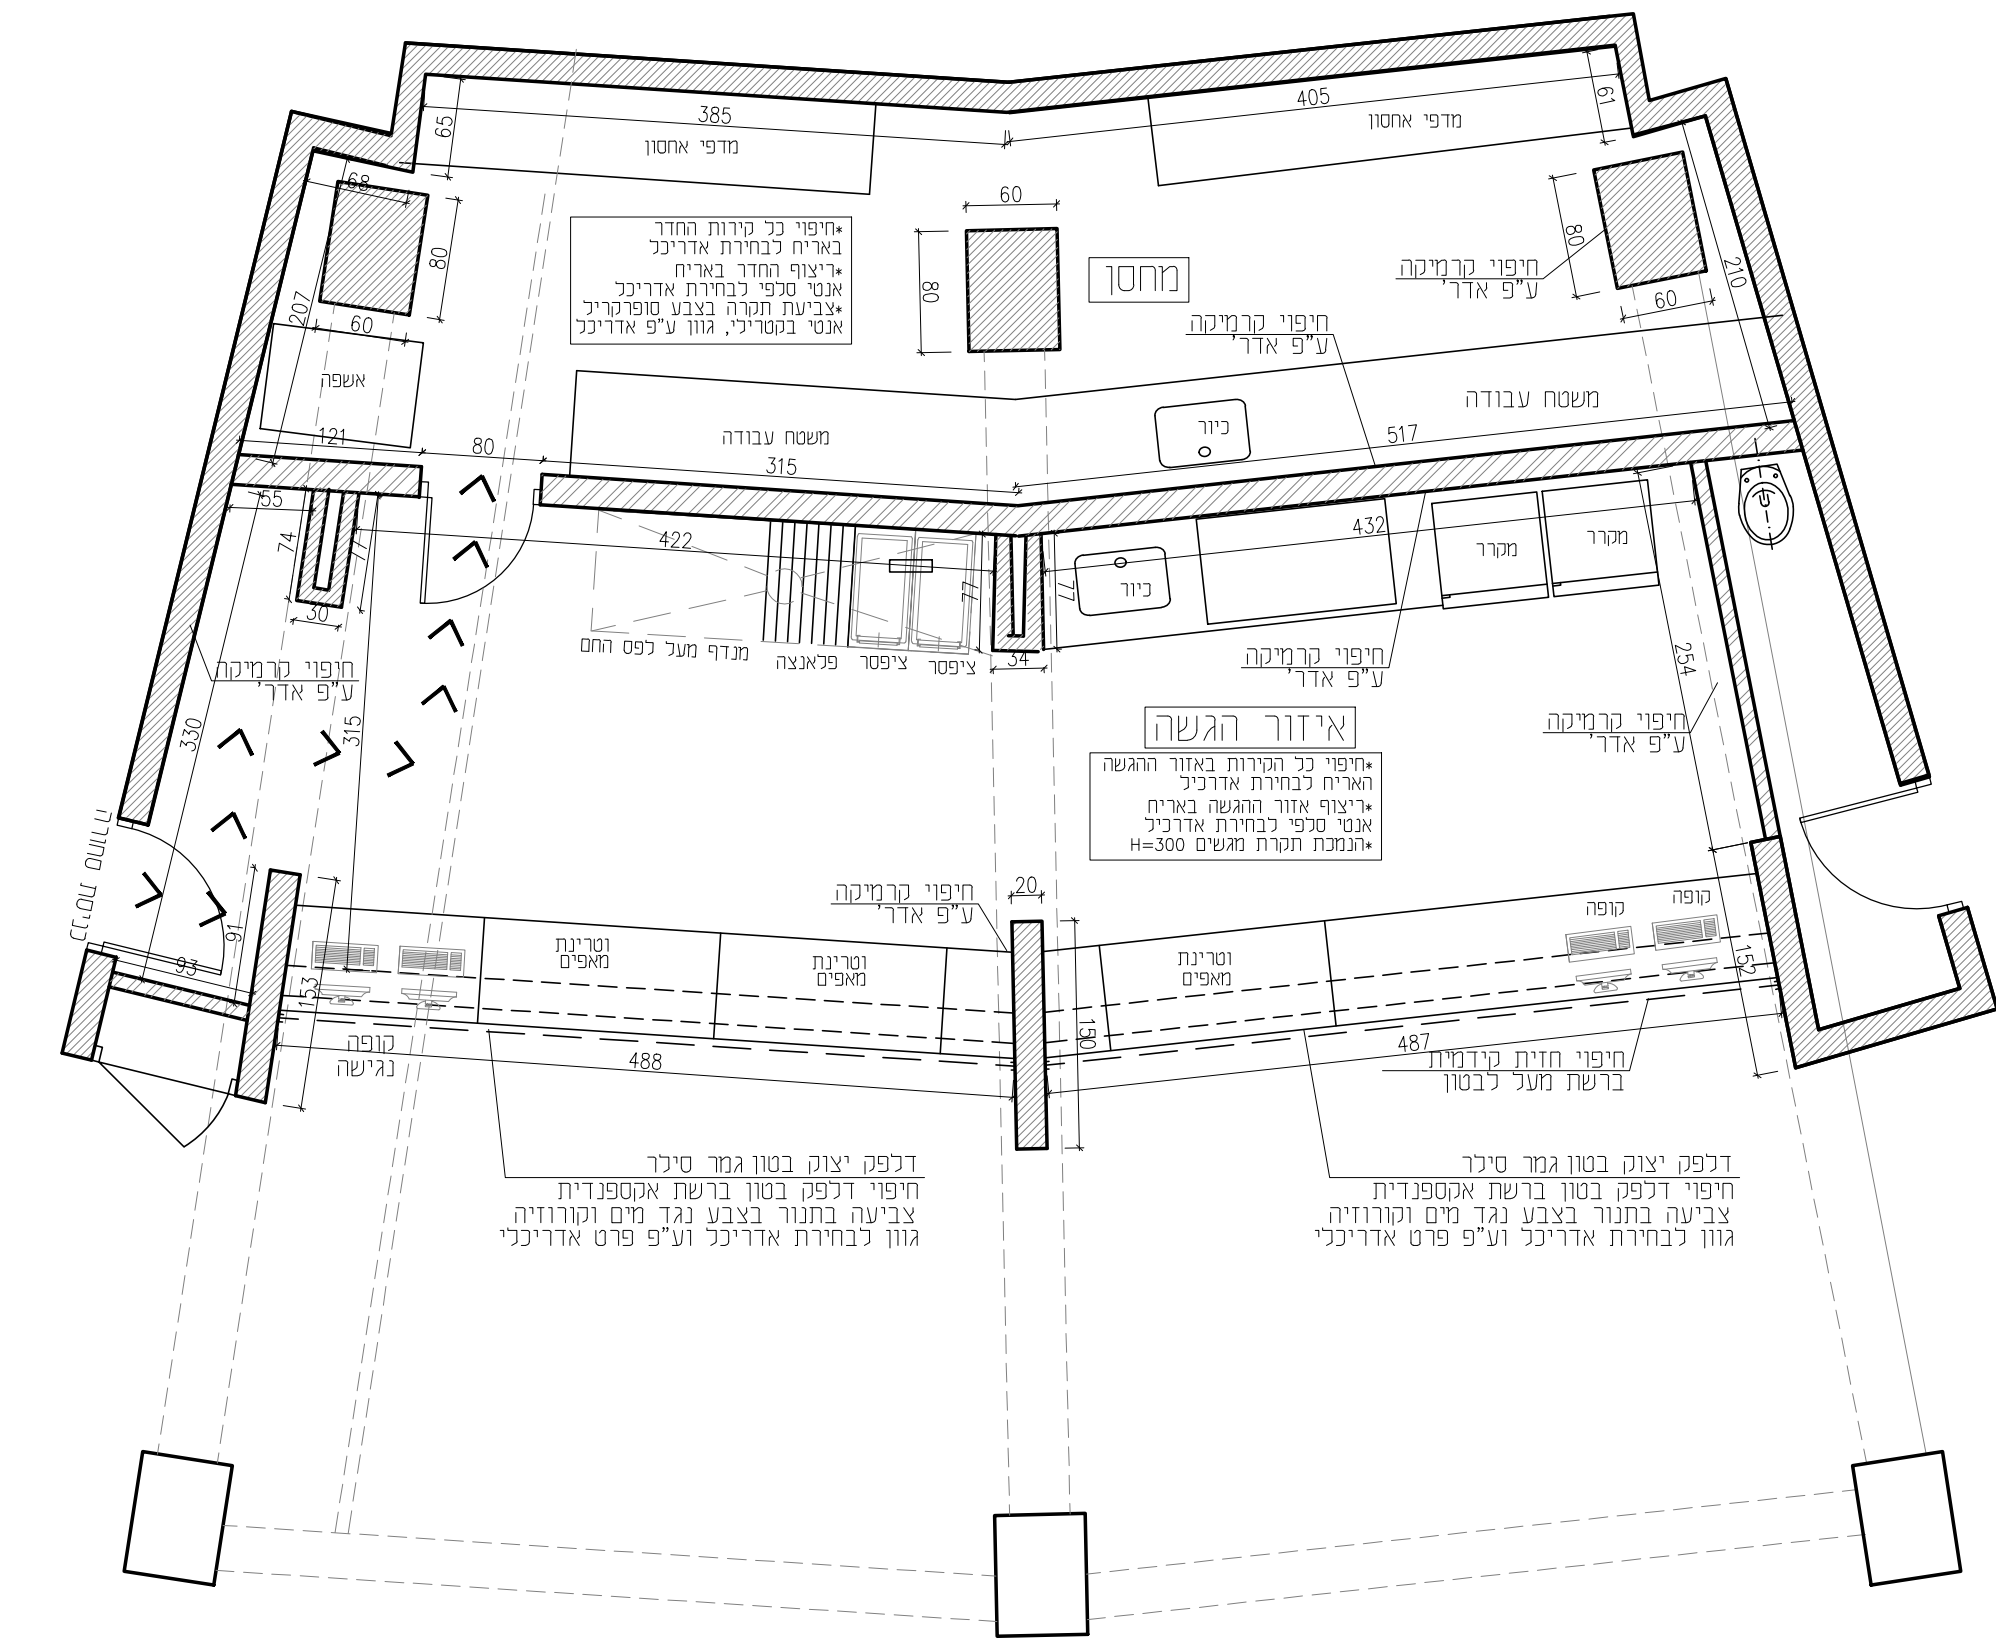 385
405
61
65
מדפי אחסון
מדפי אחסון
68
60
80
80
80
207
60
60
210
*חיפוי כל קירות החדר
באריח לבחירת אדריכל
*ריצוף החדר באריח
אנטי סלפי לבחירת אדריכל
*צביעת תקרה בצבע סופרקריל
אנטי בקטרילי, גוון ע"פ אדריכל
מחסן
חיפוי קרמיקה
ע"פ אדר'
חיפוי קרמיקה
ע"פ אדר'
אשפה
משטח עבודה
משטח עבודה
כיור
121
80
315
517
55
74
77
30
422
77
77
34
432
כיור
מקרר
מקרר
מנדף מעל לפס החם
פלאנצה
ציפסר
ציפסר
חיפוי קרמיקה
ע"פ אדר'
חיפוי קרמיקה
ע"פ אדר'
254
חיפוי קרמיקה
ע"פ אדר'
330
315
איזור הגשה
*חיפוי כל הקירות באזור ההגשה
האריח לבחירת אדרכיל
*ריצוף אזור ההגשה באריח
אנטי סלפי לבחירת אדרכיל
*הנמכת תקרת מגשים H=300
כניסת סחורה
91
93
153
חיפוי קרמיקה
ע"פ אדר'
20
150
152
וטרינת
מאפים
וטרינת
מאפים
וטרינת
מאפים
קופה
קופה
קופה
נגישה
488
487
חיפוי חזית קידמית
ברשת מעל לבטון
דלפק יצוק בטון גמר סילר
חיפוי דלפק בטון ברשת אקספנדית
צביעה בתנור בצבע נגד מים וקורוזיה
גוון לבחירת אדריכל וע"פ פרט אדריכלי
דלפק יצוק בטון גמר סילר
חיפוי דלפק בטון ברשת אקספנדית
צביעה בתנור בצבע נגד מים וקורוזיה
גוון לבחירת אדריכל וע"פ פרט אדריכלי